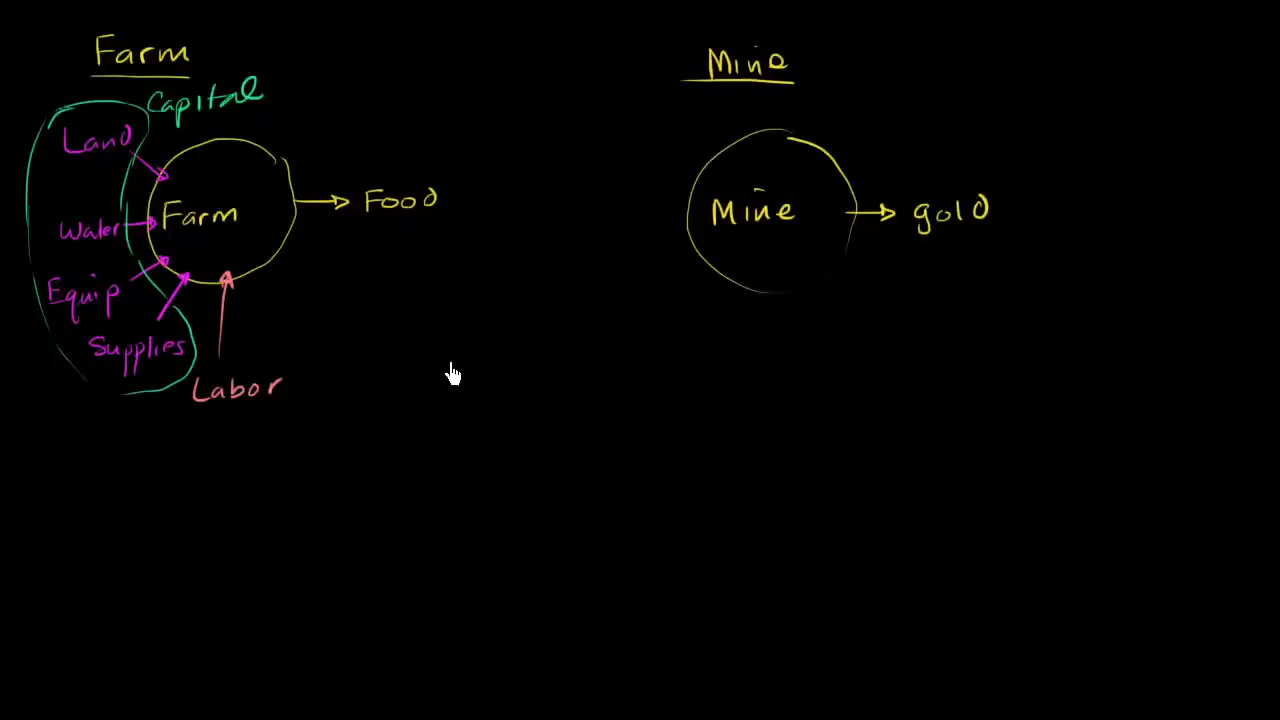 Farm
Capital
Land
Farm
Food
Water
Equip
Supplies
Labor
Mine
Mine
gold